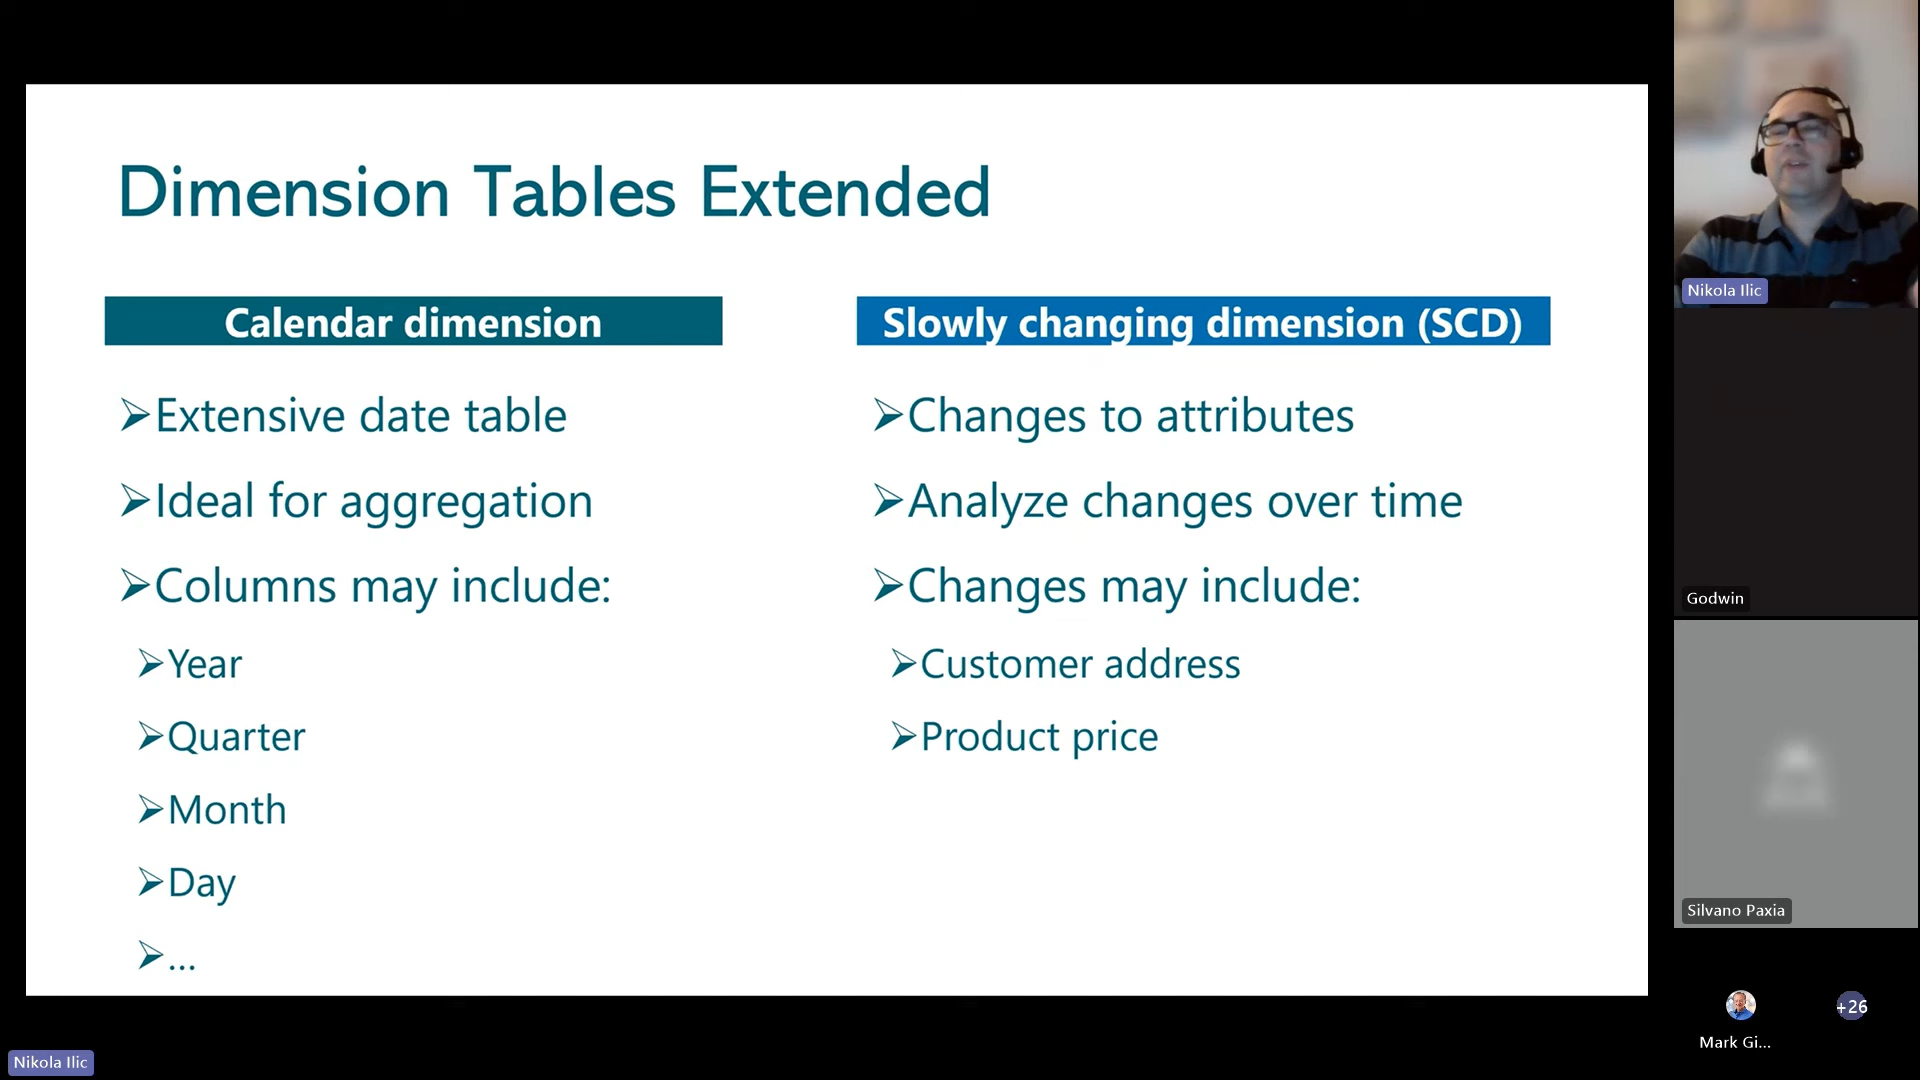 Dimension Tables Extended
Calendar dimension
Extensive date table
Ideal for aggregation
Columns may include:
Year
Quarter
Month
Day
...
Slowly changing dimension (SCD)
Changes to attributes
Analyze changes over time
Changes may include:
Customer address
Product price
Nikola Ilic
Godwin
Silvano Paxia
Mark Gi...
+26
Nikola Ilic